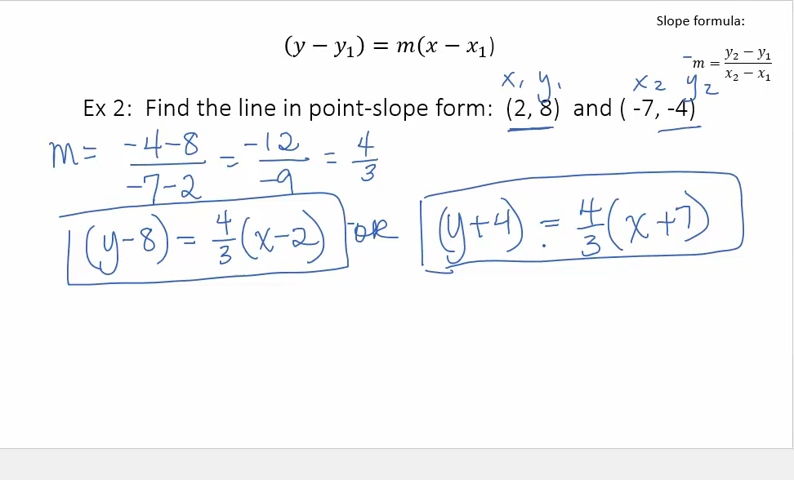 Slope formula:
(y − y₁) = m(x − x₁)
m = (y₂ − y₁)/(x₂ − x₁)
x₁ y₁ x₂ y₂
Ex 2: Find the line in point-slope form: (2, 8) and ( -7, -4)
m = (-4-8)/(-7-2) = -12/-9 = 4/3
(y-8) = 4/3 (x-2) OR (y+4) = 4/3 (x+7)